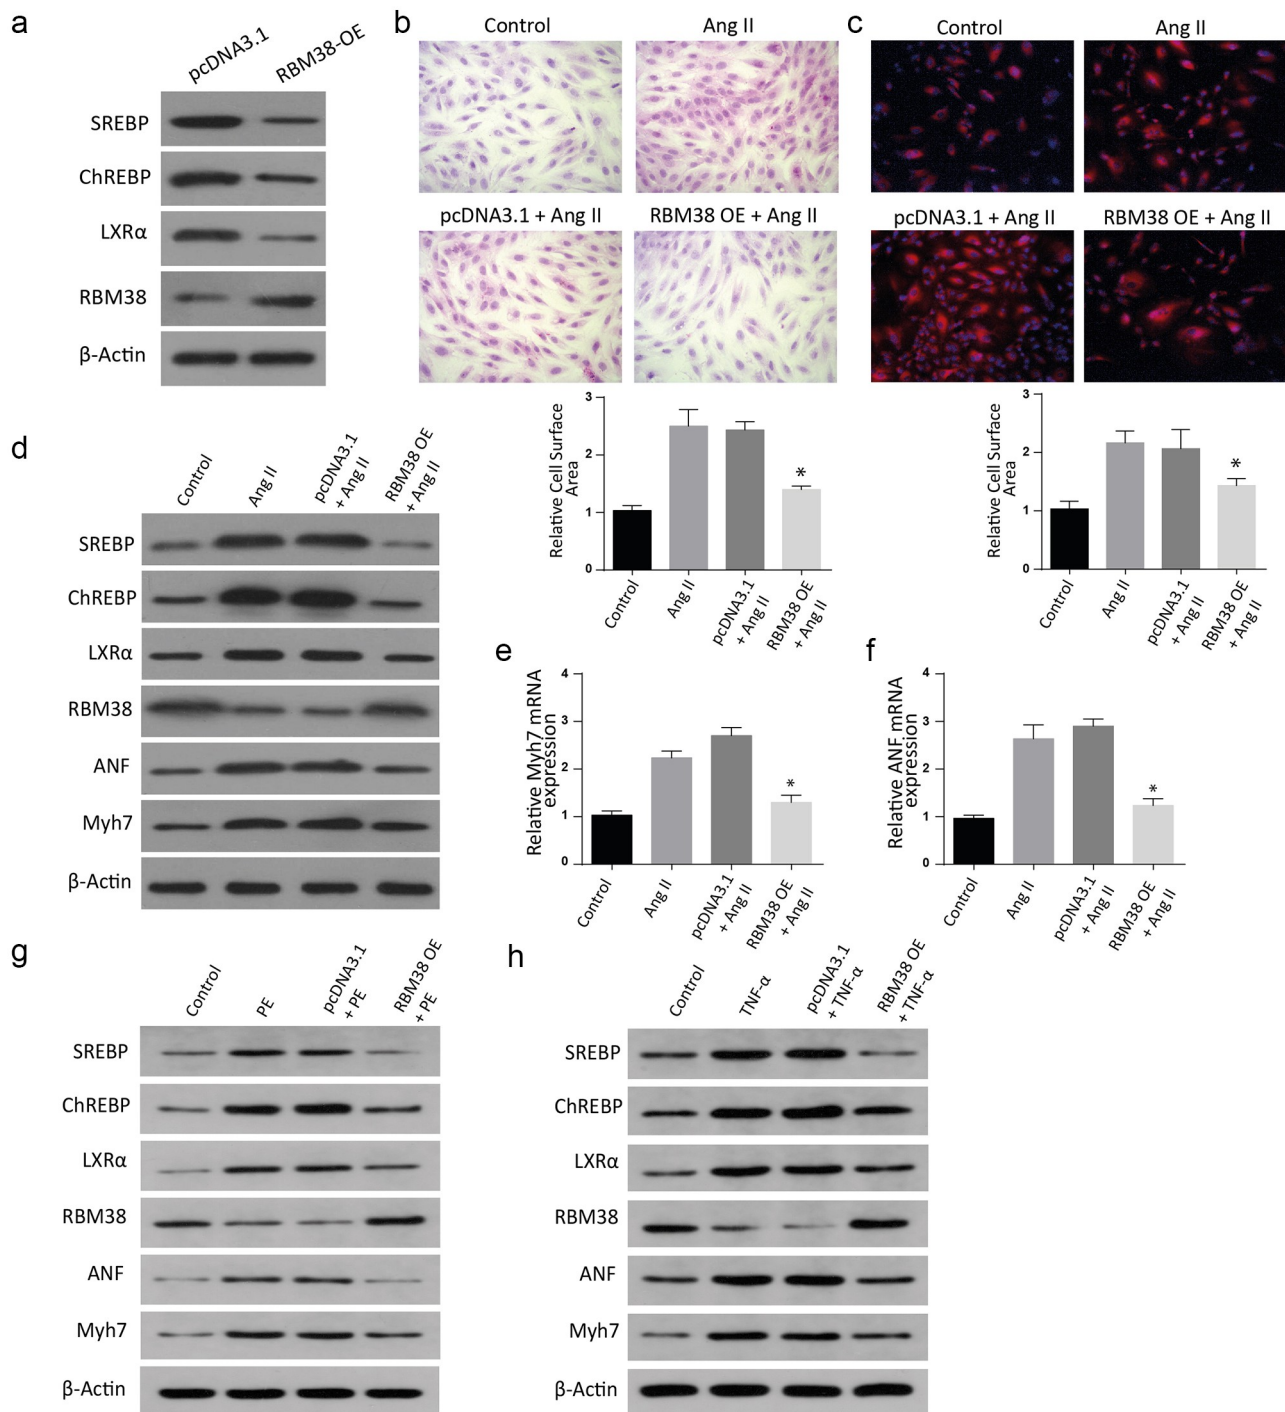 a
pcDNA3.1
RBM38-OE
SREBP
ChREBP
LXRα
RBM38
β-Actin
b
Control
Ang II
pcDNA3.1 + Ang II
RBM38 OE + Ang II
Relative Cell Surface
Area
3
2
1
0
*
Control
Ang II
pcDNA3.1
+ Ang II
RBM38 OE
+ Ang II
c
Control
Ang II
pcDNA3.1 + Ang II
RBM38 OE + Ang II
Relative Cell Surface
Area
3
2
1
0
*
Control
Ang II
pcDNA3.1
+ Ang II
RBM38 OE
+ Ang II
d
Control
Ang II
pcDNA3.1
+ Ang II
RBM38 OE
+ Ang II
SREBP
ChREBP
LXRα
RBM38
ANF
Myh7
β-Actin
e
Relative Myh7 mRNA
expression
4
3
2
1
0
*
Control
Ang II
pcDNA3.1
+ Ang II
RBM38 OE
+ Ang II
f
Relative ANF mRNA
expression
4
3
2
1
0
*
Control
Ang II
pcDNA3.1
+ Ang II
RBM38 OE
+ Ang II
g
Control
PE
pcDNA3.1
+ PE
RBM38 OE
+ PE
SREBP
ChREBP
LXRα
RBM38
ANF
Myh7
β-Actin
h
Control
TNF-α
pcDNA3.1
+ TNF-α
RBM38 OE
+ TNF-α
SREBP
ChREBP
LXRα
RBM38
ANF
Myh7
β-Actin